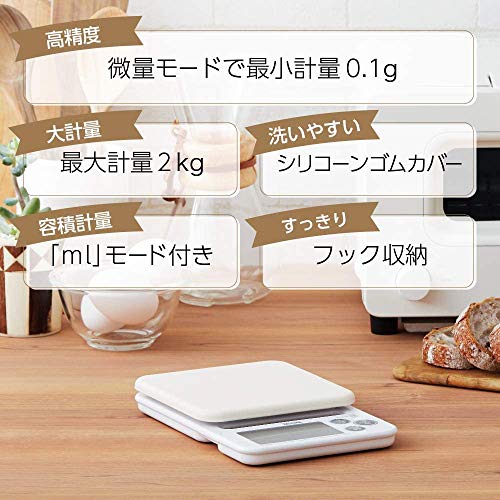 高精度
微量モードで最小計量0.1g
大計量
最大計量2kg
洗いやすい
シリコーンゴムカバー
容積計量
「ml」モード付き
すっきり
フック収納